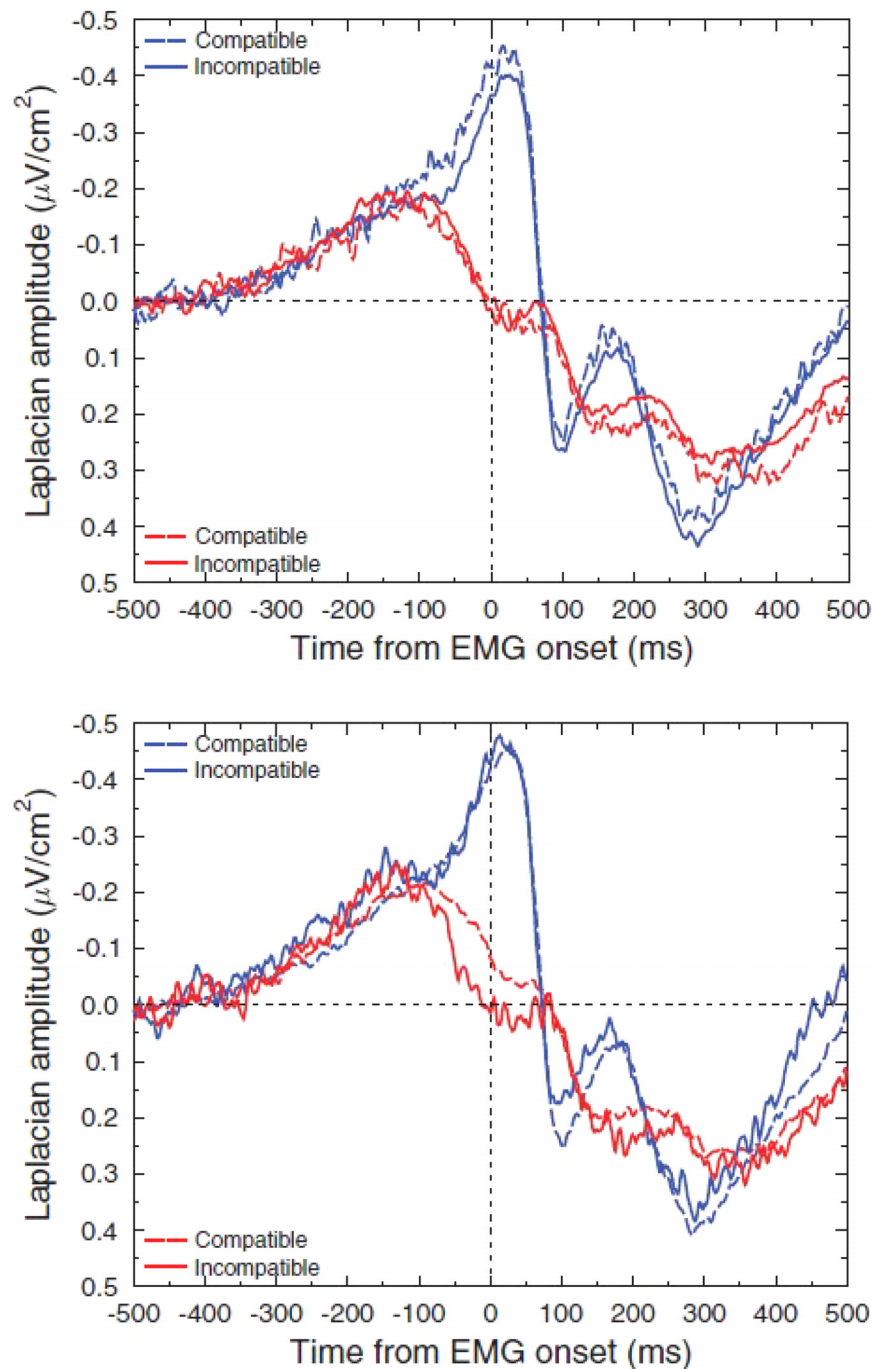 -0.5
Compatible
Incompatible
-0.4
-0.3
-0.2
-0.1
0.0
0.1
0.2
0.3
0.4
0.5
Laplacian amplitude (μV/cm²)
Compatible
Incompatible
-500 -400 -300 -200 -100 0 100 200 300 400 500
Time from EMG onset (ms)
-0.5
Compatible
Incompatible
-0.4
-0.3
-0.2
-0.1
0.0
0.1
0.2
0.3
0.4
0.5
Laplacian amplitude (μV/cm²)
Compatible
Incompatible
-500 -400 -300 -200 -100 0 100 200 300 400 500
Time from EMG onset (ms)